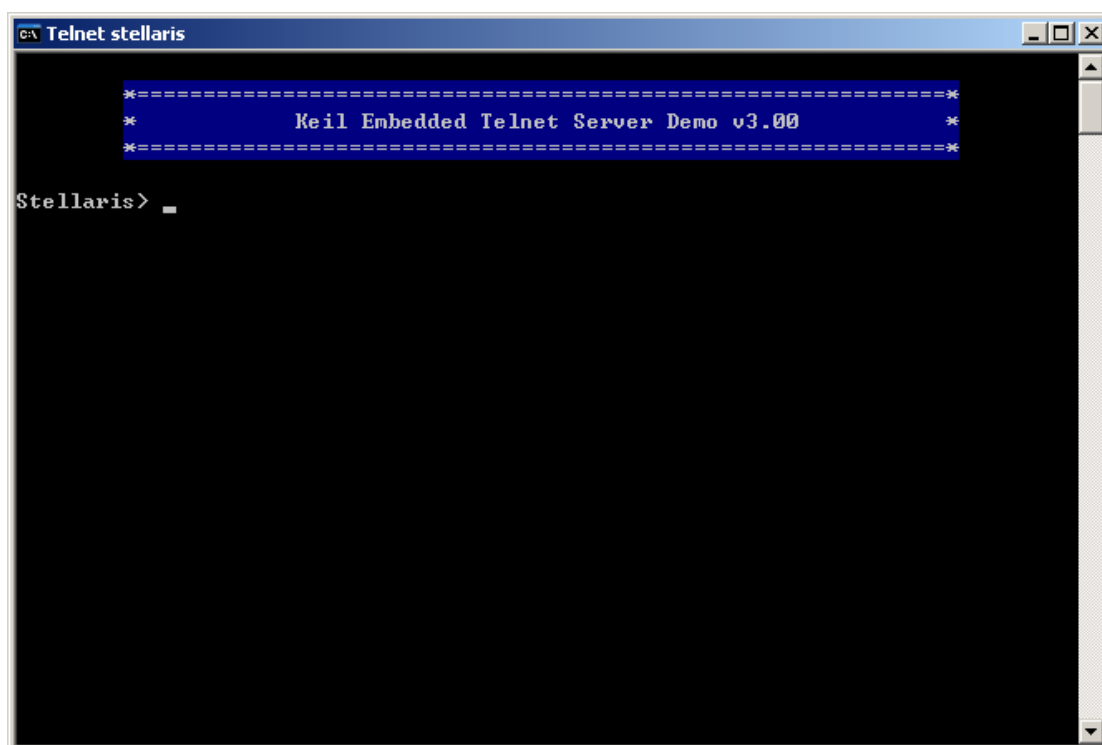 C:\ Telnet stellaris
*=============================================================*
* Keil Embedded Telnet Server Demo v3.00 *
*=============================================================*
Stellaris> _